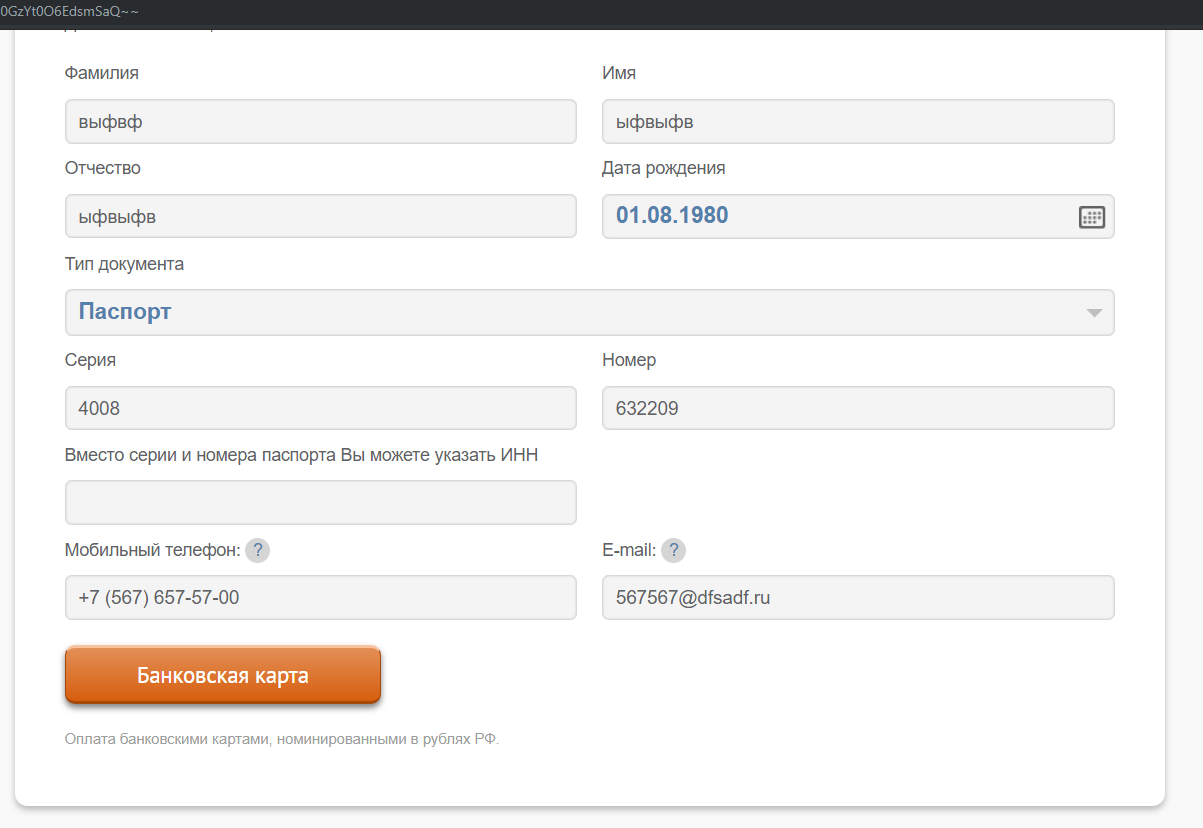 0GzYt0O6EdsmSaQ~~
Фамилия
Имя
выфвф
ыфвыфв
Отчество
Дата рождения
ыфвыфв
01.08.1980
Тип документа
Паспорт
Серия
Номер
4008
632209
Вместо серии и номера паспорта Вы можете указать ИНН
Мобильный телефон: ?
E-mail: ?
+7 (567) 657-57-00
567567@dfsadf.ru
Банковская карта
Оплата банковскими картами, номинированными в рублях РФ.